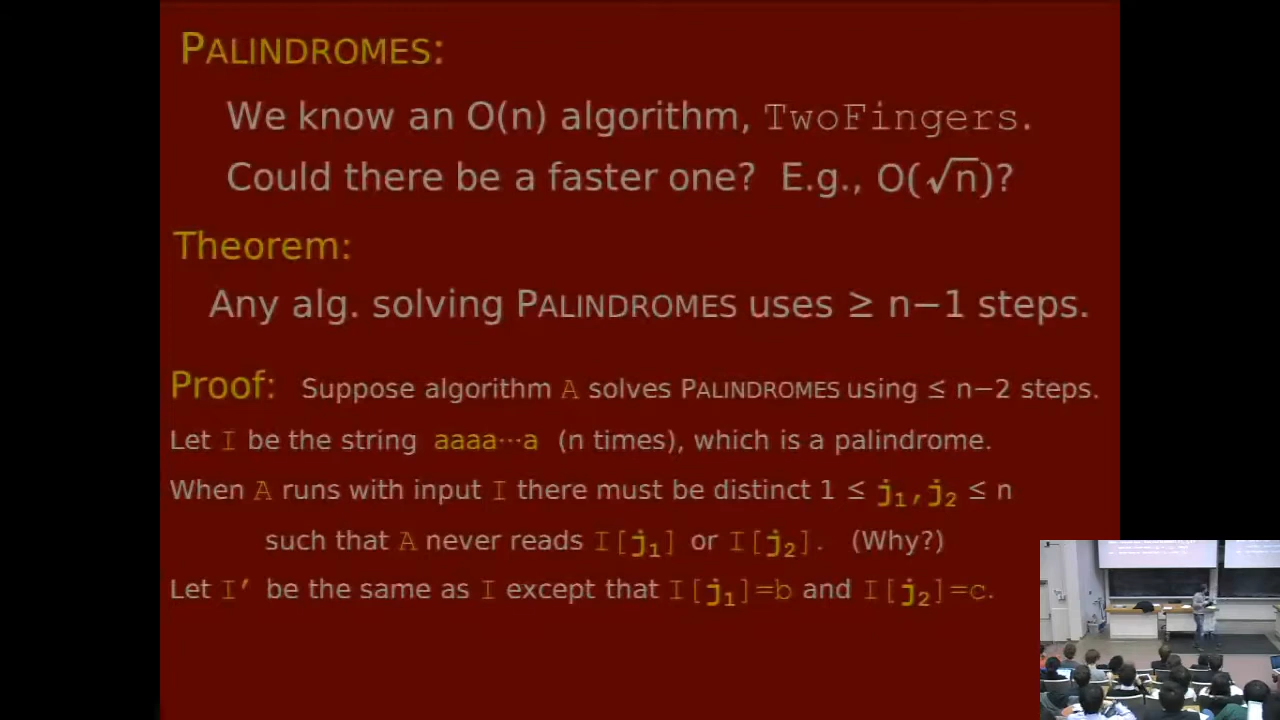 PALINDROMES:
We know an O(n) algorithm, TwoFingers.
Could there be a faster one? E.g., O(√n)?
Theorem:
Any alg. solving PALINDROMES uses ≥ n−1 steps.
Proof: Suppose algorithm A solves PALINDROMES using ≤ n−2 steps.
Let I be the string aaaa···a (n times), which is a palindrome.
When A runs with input I there must be distinct 1 ≤ j₁,j₂ ≤ n
such that A never reads I[j₁] or I[j₂]. (Why?)
Let I′ be the same as I except that I[j₁]=b and I[j₂]=c.